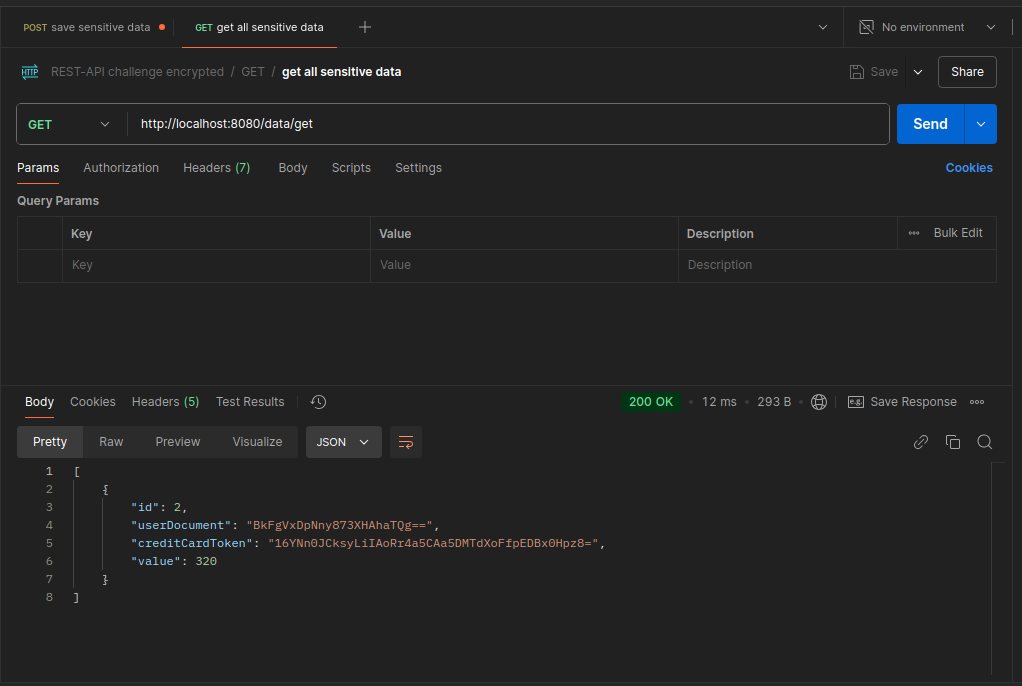 POST save sensitive data
GET get all sensitive data
No environment
HTTP REST-API challenge encrypted / GET / get all sensitive data
Save
Share
GET
http://localhost:8080/data/get
Send
Params Authorization Headers (7) Body Scripts Settings
Cookies
Query Params
Key Value Description
Bulk Edit
Key Value Description
Body Cookies Headers (5) Test Results
200 OK • 12 ms • 293 B •
e.g. Save Response
Pretty Raw Preview Visualize JSON
1 [
2 {
3 "id": 2,
4 "userDocument": "BkFgVxDpNny873XHAhaTQg==",
5 "creditCardToken": "16YNn0JCksyLiIAoRr4a5CAa5DMTdXoFfpEDBx0Hpz8=",
6 "value": 320
7 }
8 ]